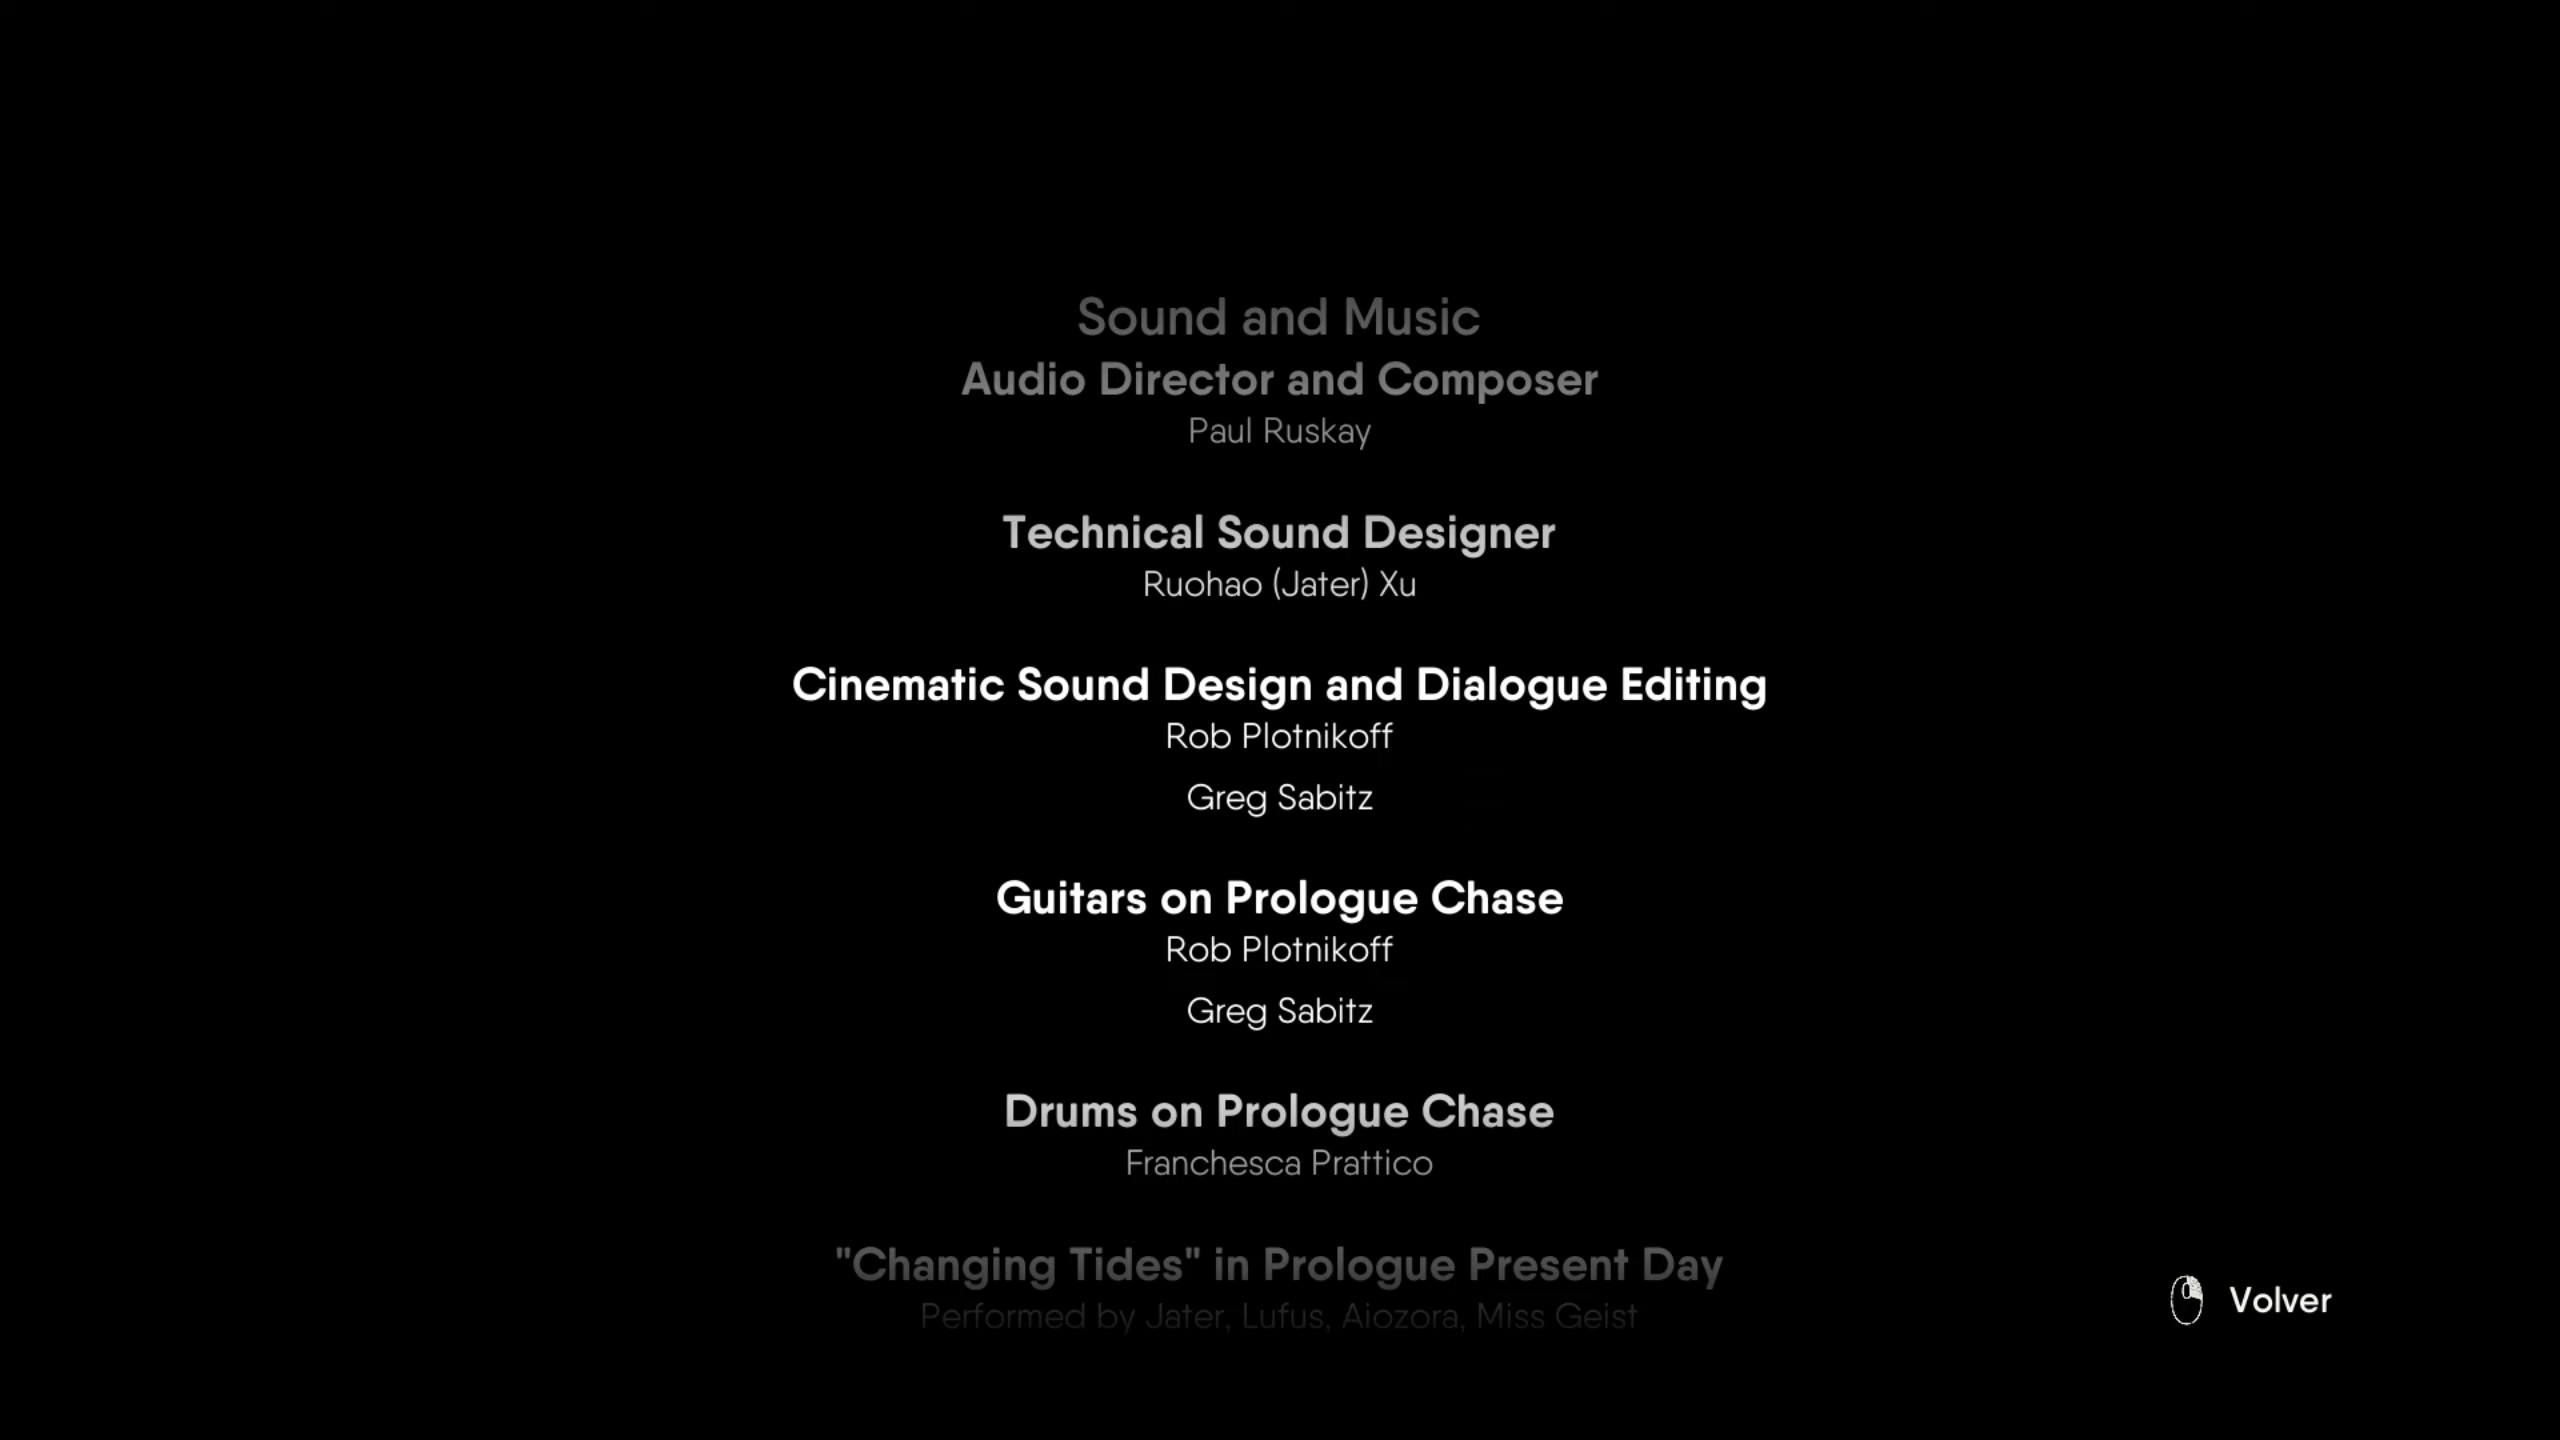 Sound and Music
Audio Director and Composer
Paul Ruskay
Technical Sound Designer
Ruohao (Jater) Xu
Cinematic Sound Design and Dialogue Editing
Rob Plotnikoff
Greg Sabitz
Guitars on Prologue Chase
Rob Plotnikoff
Greg Sabitz
Drums on Prologue Chase
Franchesca Prattico
"Changing Tides" in Prologue Present Day
Performed by Jater, Lufus, Aiozora, Miss Geist
Volver